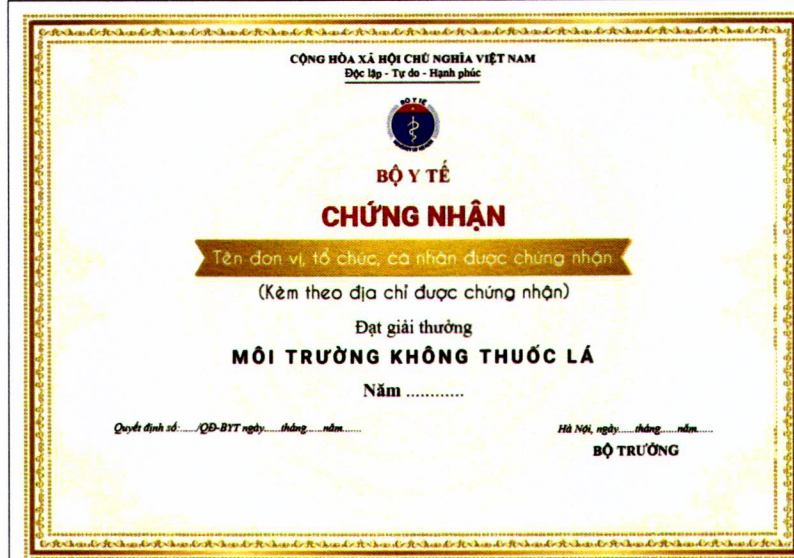 CỘNG HÒA XÃ HỘI CHỦ NGHĨA VIỆT NAM
Độc lập - Tự do - Hạnh phúc
BỘ Y TẾ
BỘ Y TẾ
CHỨNG NHẬN
Tên đơn vị, tổ chức, cá nhân được chứng nhận
(Kèm theo địa chỉ được chứng nhận)
Đạt giải thưởng
MÔI TRƯỜNG KHÔNG THUỐC LÁ
Năm ............
Quyết định số:....../QĐ-BYT ngày......tháng......năm......
Hà Nội, ngày......tháng......năm......
BỘ TRƯỞNG